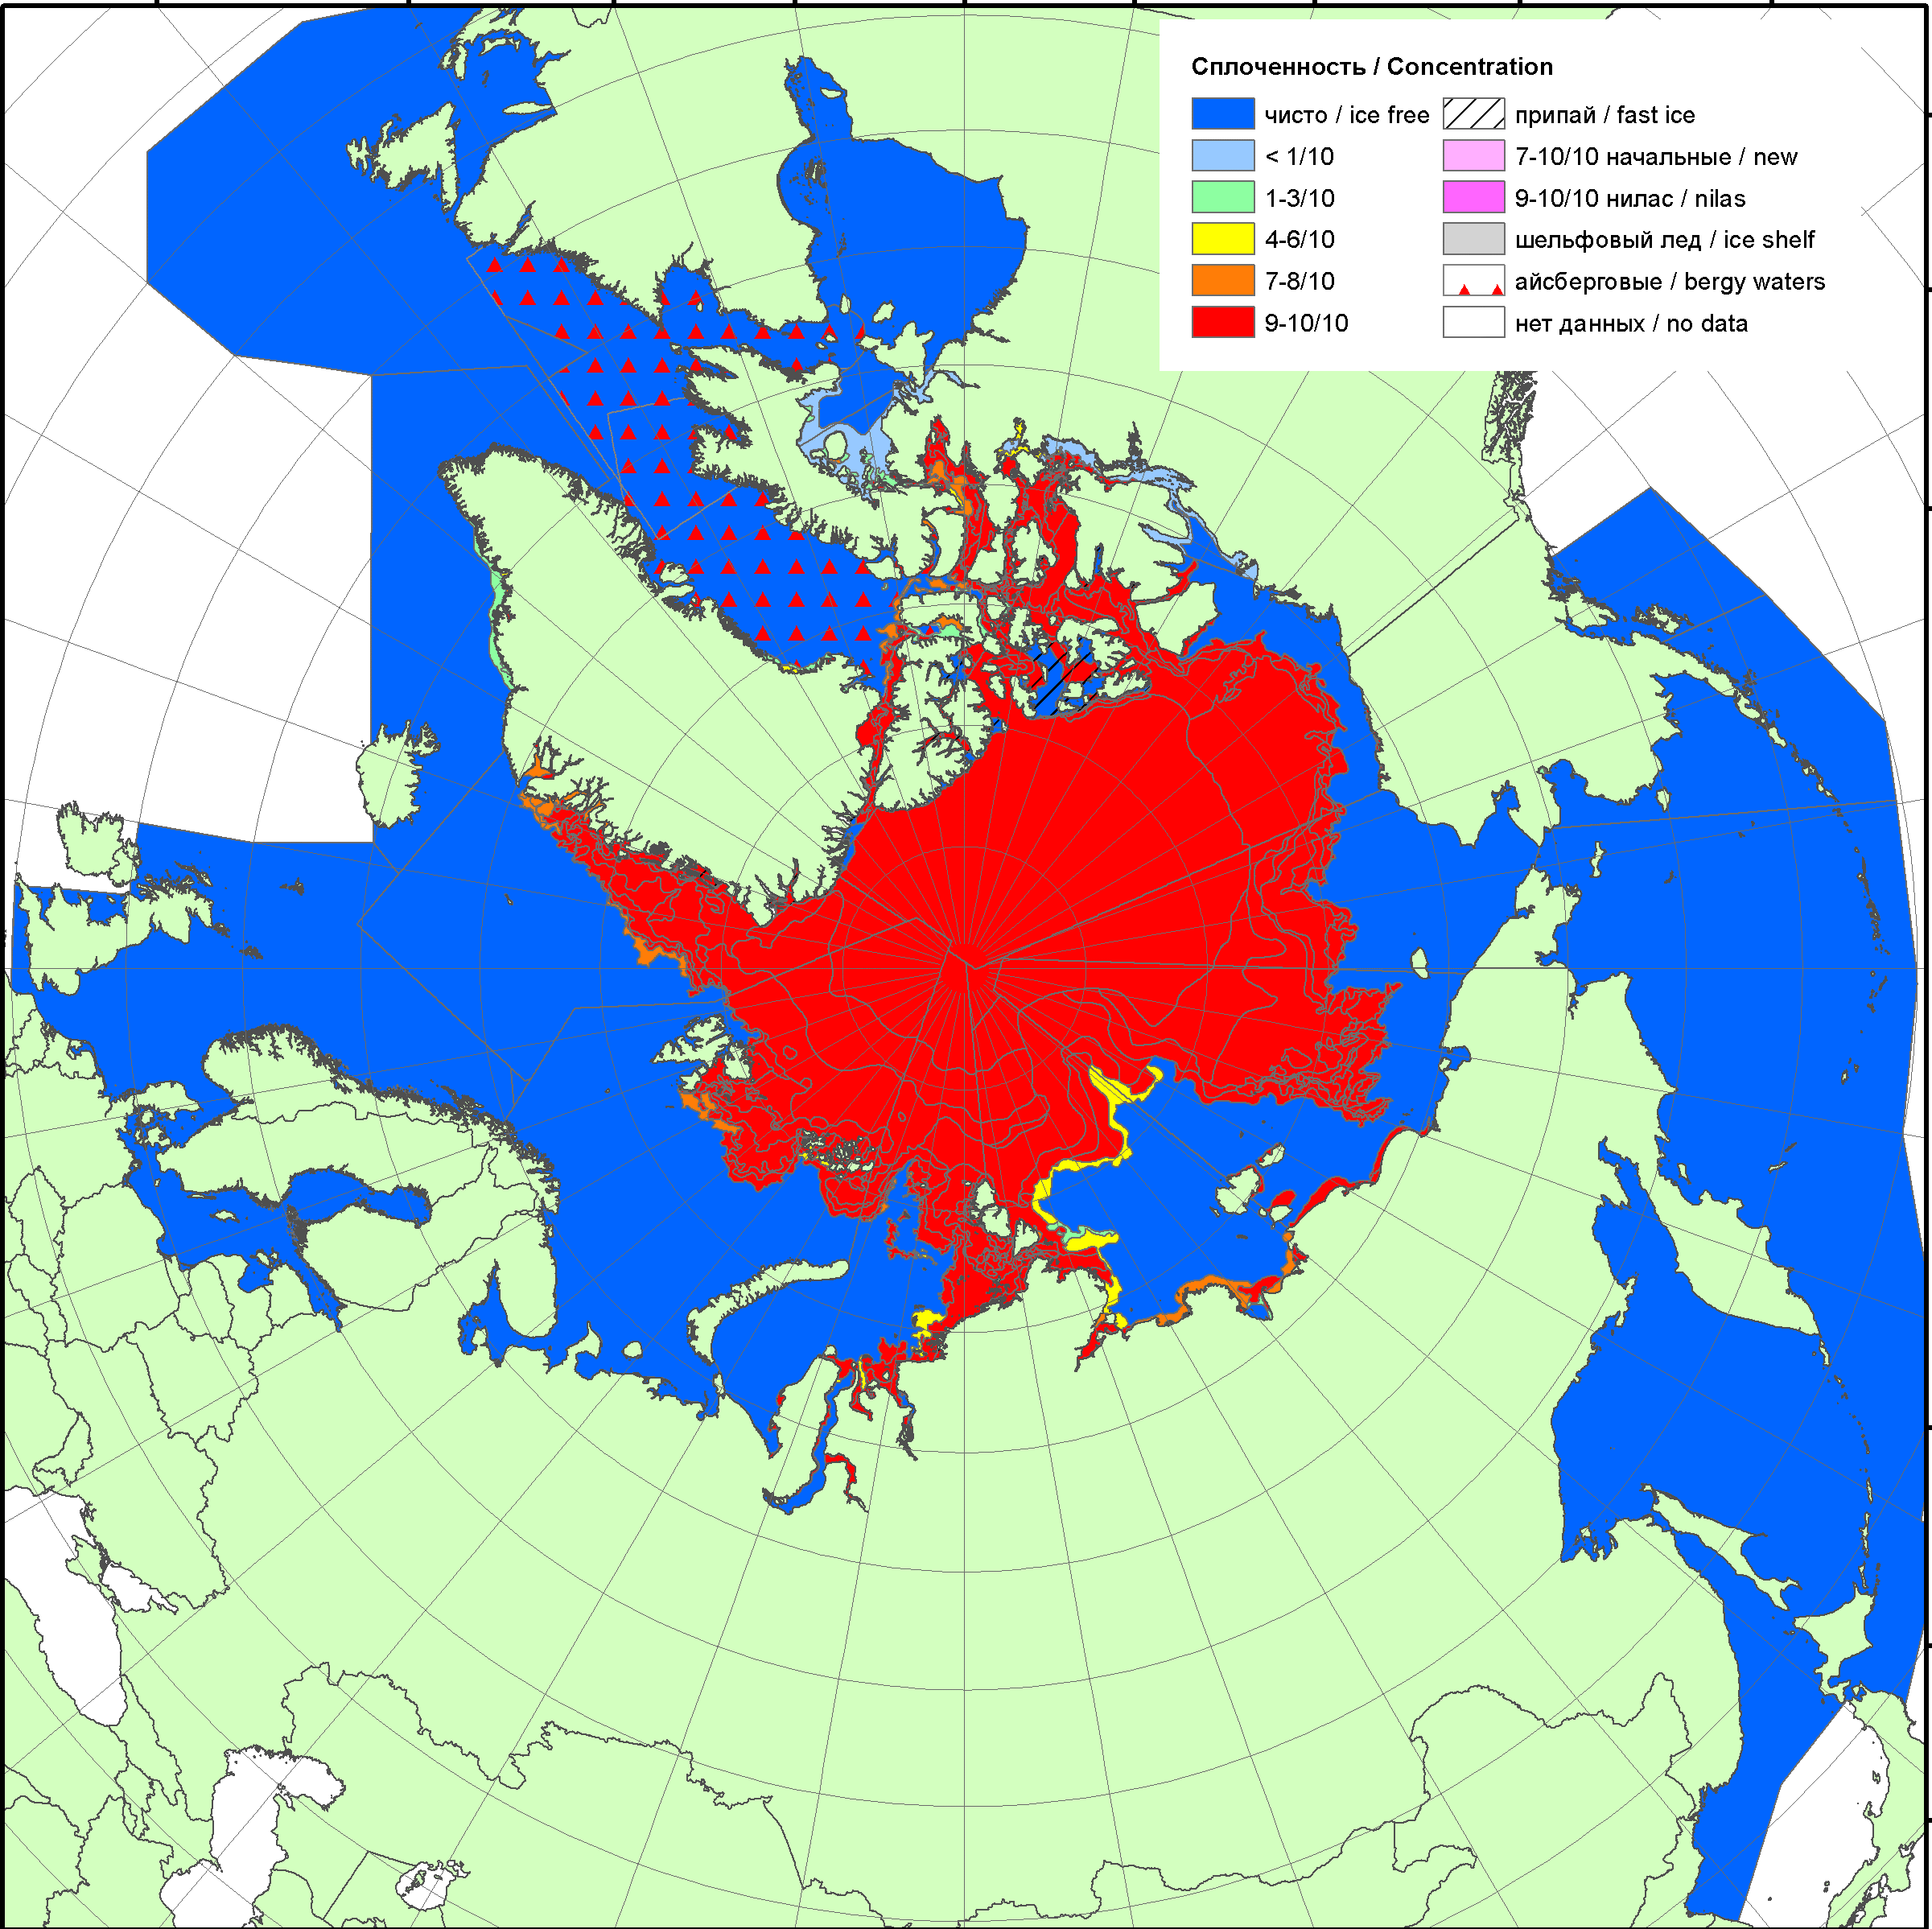 Сплоченность / Concentration
чисто / ice free
< 1/10
1-3/10
4-6/10
7-8/10
9-10/10
припай / fast ice
7-10/10 начальные / new
9-10/10 нилас / nilas
шельфовый лед / ice shelf
айсберговые / bergy waters
нет данных / no data